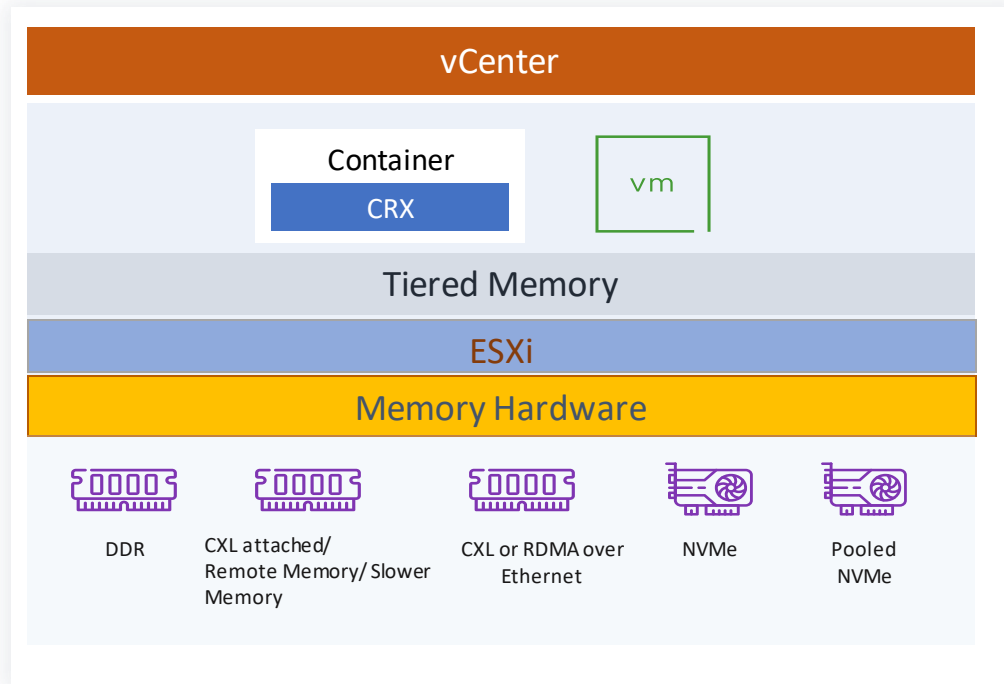 vCenter
Container
CRX
vm
Tiered Memory
ESXi
Memory Hardware
DDR
CXL attached/
Remote Memory/ Slower
Memory
CXL or RDMA over
Ethernet
NVMe
Pooled
NVMe